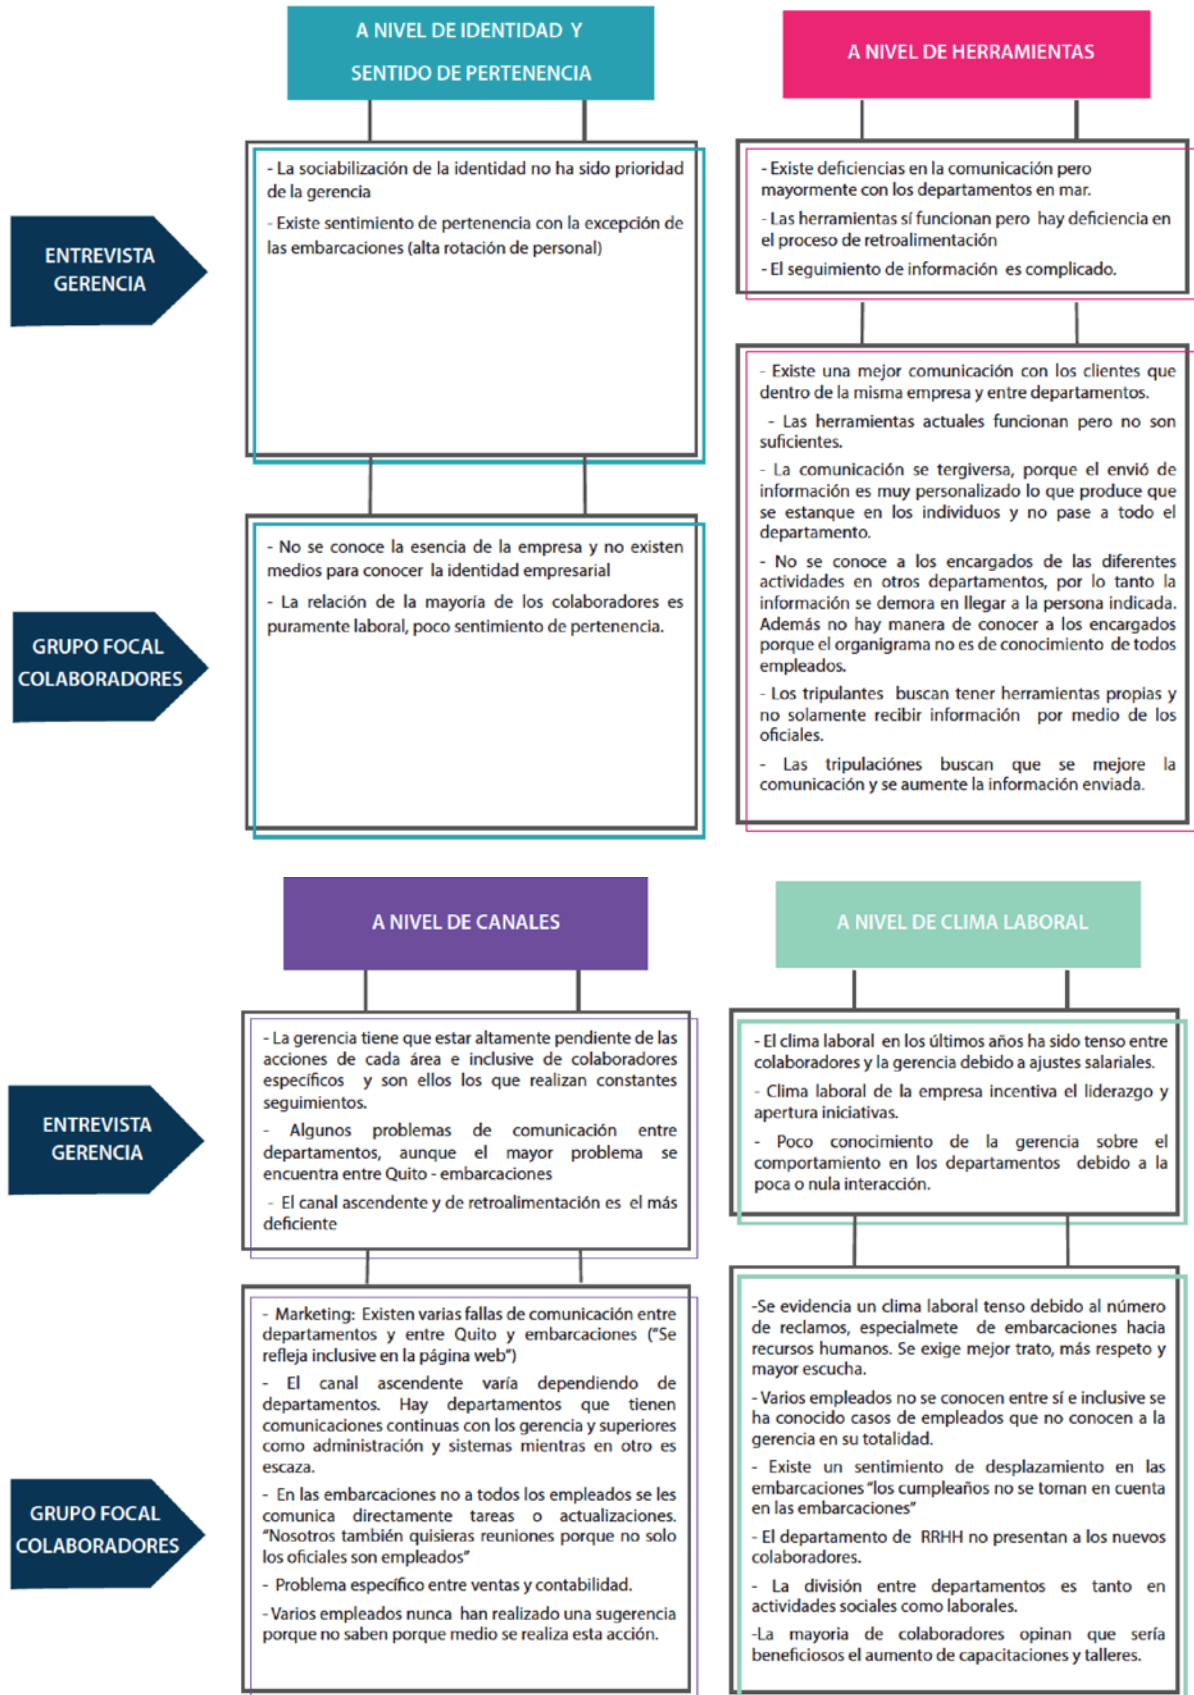 A NIVEL DE IDENTIDAD Y
SENTIDO DE PERTENENCIA
A NIVEL DE HERRAMIENTAS
ENTREVISTA
GERENCIA
- La sociabilización de la identidad no ha sido prioridad
de la gerencia
- Existe sentimiento de pertenencia con la excepción de
las embarcaciones (alta rotación de personal)
- Existe deficiencias en la comunicación pero
mayormente con los departamentos en mar.
- Las herramientas sí funcionan pero hay deficiencia en
el proceso de retroalimentación
- El seguimiento de información es complicado.
GRUPO FOCAL
COLABORADORES
- No se conoce la esencia de la empresa y no existen
medios para conocer la identidad empresarial
- La relación de la mayoría de los colaboradores es
puramente laboral, poco sentimiento de pertenencia.
- Existe una mejor comunicación con los clientes que
dentro de la misma empresa y entre departamentos.
- Las herramientas actuales funcionan pero no son
suficientes.
- La comunicación se tergiversa, porque el envió de
información es muy personalizado lo que produce que
se estanque en los individuos y no pase a todo el
departamento.
- No se conoce a los encargados de las diferentes
actividades en otros departamentos, por lo tanto la
información se demora en llegar a la persona indicada.
Además no hay manera de conocer a los encargados
porque el organigrama no es de conocimiento de todos
empleados.
- Los tripulantes buscan tener herramientas propias y
no solamente recibir información por medio de los
oficiales.
- Las tripulaciónes buscan que se mejore la
comunicación y se aumente la información enviada.
A NIVEL DE CANALES
A NIVEL DE CLIMA LABORAL
ENTREVISTA
GERENCIA
- La gerencia tiene que estar altamente pendiente de las
acciones de cada área e inclusive de colaboradores
específicos y son ellos los que realizan constantes
seguimientos.
- Algunos problemas de comunicación entre
departamentos, aunque el mayor problema se
encuentra entre Quito - embarcaciones
- El canal ascendente y de retroalimentación es el más
deficiente
- El clima laboral en los últimos años ha sido tenso entre
colaboradores y la gerencia debido a ajustes salariales.
- Clima laboral de la empresa incentiva el liderazgo y
apertura iniciativas.
- Poco conocimiento de la gerencia sobre el
comportamiento en los departamentos debido a la
poca o nula interacción.
GRUPO FOCAL
COLABORADORES
- Marketing: Existen varias fallas de comunicación entre
departamentos y entre Quito y embarcaciones ("Se
refleja inclusive en la página web")
- El canal ascendente varía dependiendo de
departamentos. Hay departamentos que tienen
comunicaciones continuas con los gerencia y superiores
como administración y sistemas mientras en otro es
escaza.
- En las embarcaciones no a todos los empleados se les
comunica directamente tareas o actualizaciones.
"Nosotros también quisieras reuniones porque no solo
los oficiales son empleados"
- Problema específico entre ventas y contabilidad.
- Varios empleados nunca han realizado una sugerencia
porque no saben porque medio se realiza esta acción.
-Se evidencia un clima laboral tenso debido al número
de reclamos, especialmete de embarcaciones hacia
recursos humanos. Se exige mejor trato, más respeto y
mayor escucha.
- Varios empleados no se conocen entre sí e inclusive se
ha conocido casos de empleados que no conocen a la
gerencia en su totalidad.
- Existe un sentimiento de desplazamiento en las
embarcaciones "los cumpleaños no se toman en cuenta
en las embarcaciones"
- El departamento de RRHH no presentan a los nuevos
colaboradores.
- La división entre departamentos es tanto en
actividades sociales como laborales.
-La mayoria de colaboradores opinan que sería
beneficiosos el aumento de capacitaciones y talleres.